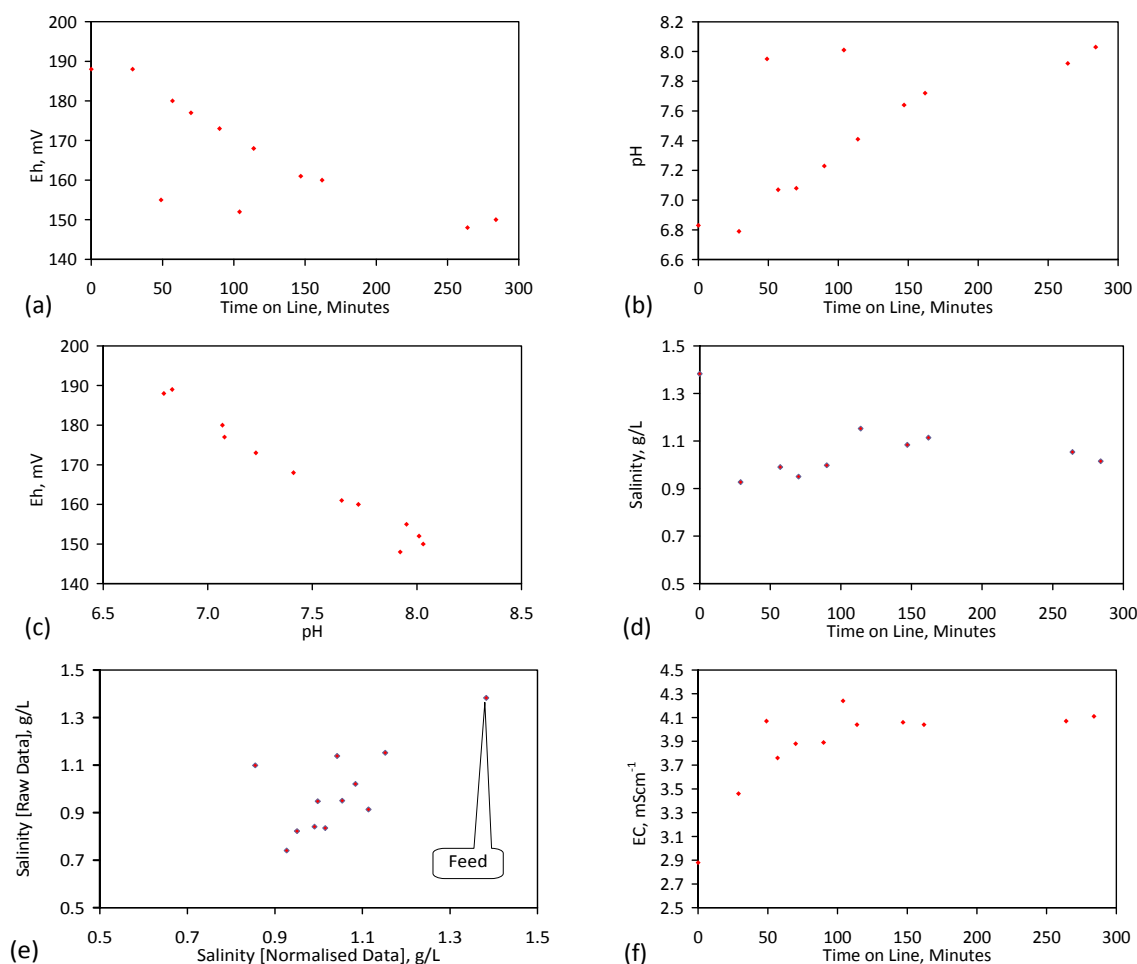 200
190
180
170
160
150
140
Eh, mV
0 50 100 150 200 250 300
(a) Time on Line, Minutes
8.2
8.0
7.8
7.6
7.4
7.2
7.0
6.8
6.6
pH
0 50 100 150 200 250 300
(b) Time on Line, Minutes
200
190
180
170
160
150
140
Eh, mV
6.5 7.0 7.5 8.0 8.5
(c) pH
1.5
1.3
1.1
0.9
0.7
0.5
Salinity, g/L
0 50 100 150 200 250 300
(d) Time on Line, Minutes
1.5
1.3
1.1
0.9
0.7
0.5
Salinity [Raw Data], g/L
Feed
0.5 0.7 0.9 1.1 1.3 1.5
(e) Salinity [Normalised Data], g/L
4.5
4.3
4.1
3.9
3.7
3.5
3.3
3.1
2.9
2.7
2.5
EC, mScm⁻¹
0 50 100 150 200 250 300
(f) Time on Line, Minutes